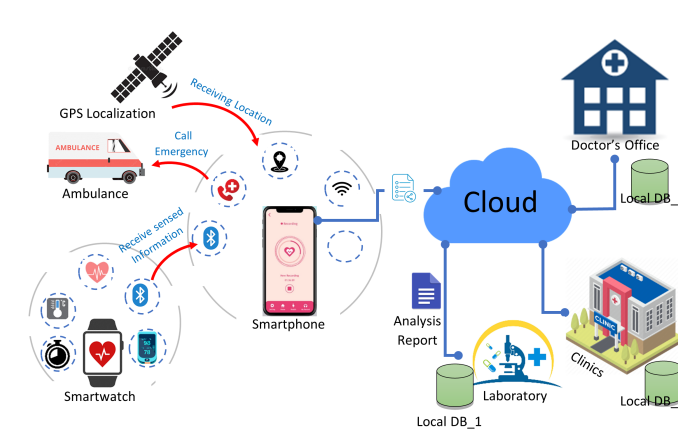 GPS Localization
Receiving Location
Call
Emergency
AMBULANCE
Ambulance
Receive sensed
Information
Smartphone
Smartwatch
Cloud
Doctor's Office
Local DB_
Analysis
Report
CLINIC
Clinics
Local DB_
Laboratory
Local DB_1